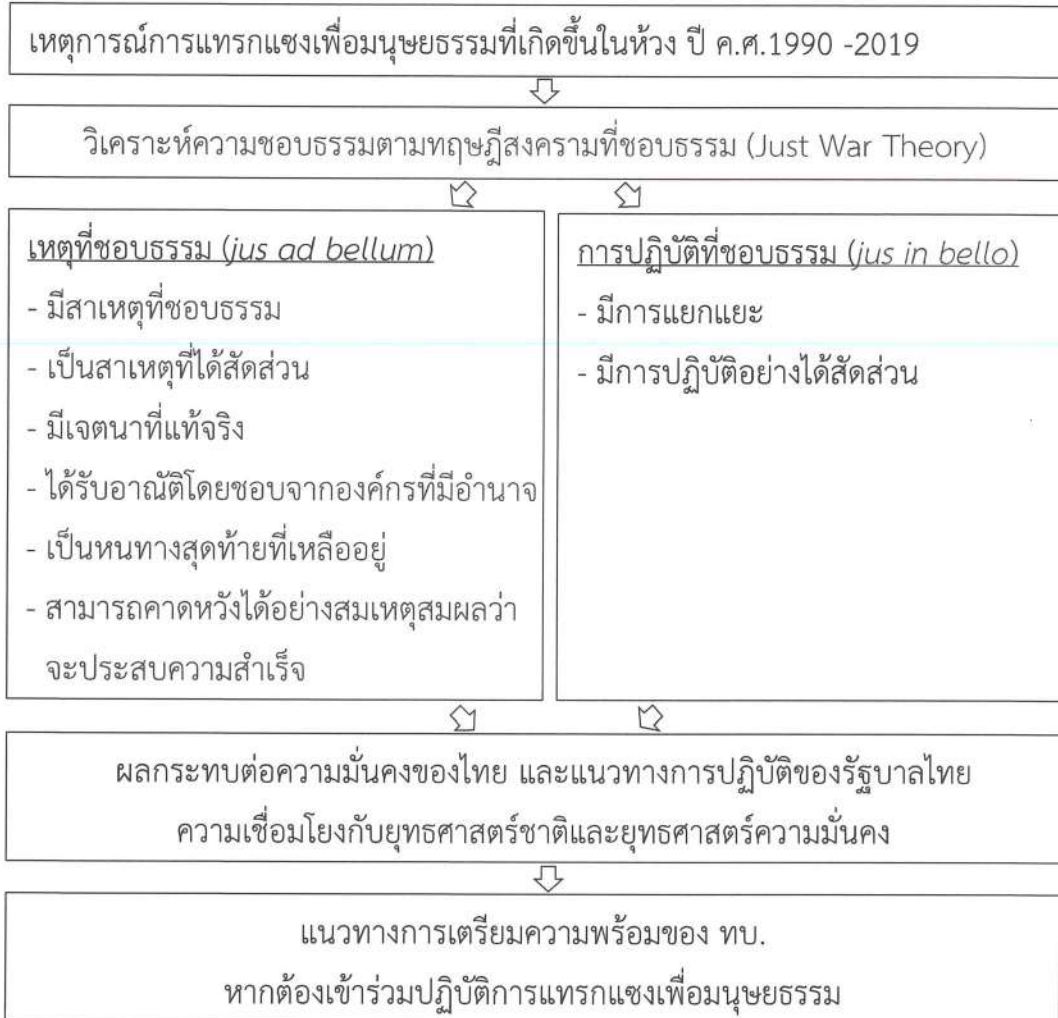 เหตุการณ์การแทรกแซงเพื่อมนุษยธรรมที่เกิดขึ้นในห้วง ปี ค.ศ.1990 -2019
วิเคราะห์ความชอบธรรมตามทฤษฎีสงครามที่ชอบธรรม (Just War Theory)
เหตุที่ชอบธรรม (jus ad bellum)
- มีสาเหตุที่ชอบธรรม
- เป็นสาเหตุที่ได้สัดส่วน
- มีเจตนาที่แท้จริง
- ได้รับอาณัติโดยชอบจากองค์กรที่มีอำนาจ
- เป็นหนทางสุดท้ายที่เหลืออยู่
- สามารถคาดหวังได้อย่างสมเหตุสมผลว่า
จะประสบความสำเร็จ
การปฏิบัติที่ชอบธรรม (jus in bello)
- มีการแยกแยะ
- มีการปฏิบัติอย่างได้สัดส่วน
ผลกระทบต่อความมั่นคงของไทย และแนวทางการปฏิบัติของรัฐบาลไทย
ความเชื่อมโยงกับยุทธศาสตร์ชาติและยุทธศาสตร์ความมั่นคง
แนวทางการเตรียมความพร้อมของ ทบ.
หากต้องเข้าร่วมปฏิบัติการแทรกแซงเพื่อมนุษยธรรม